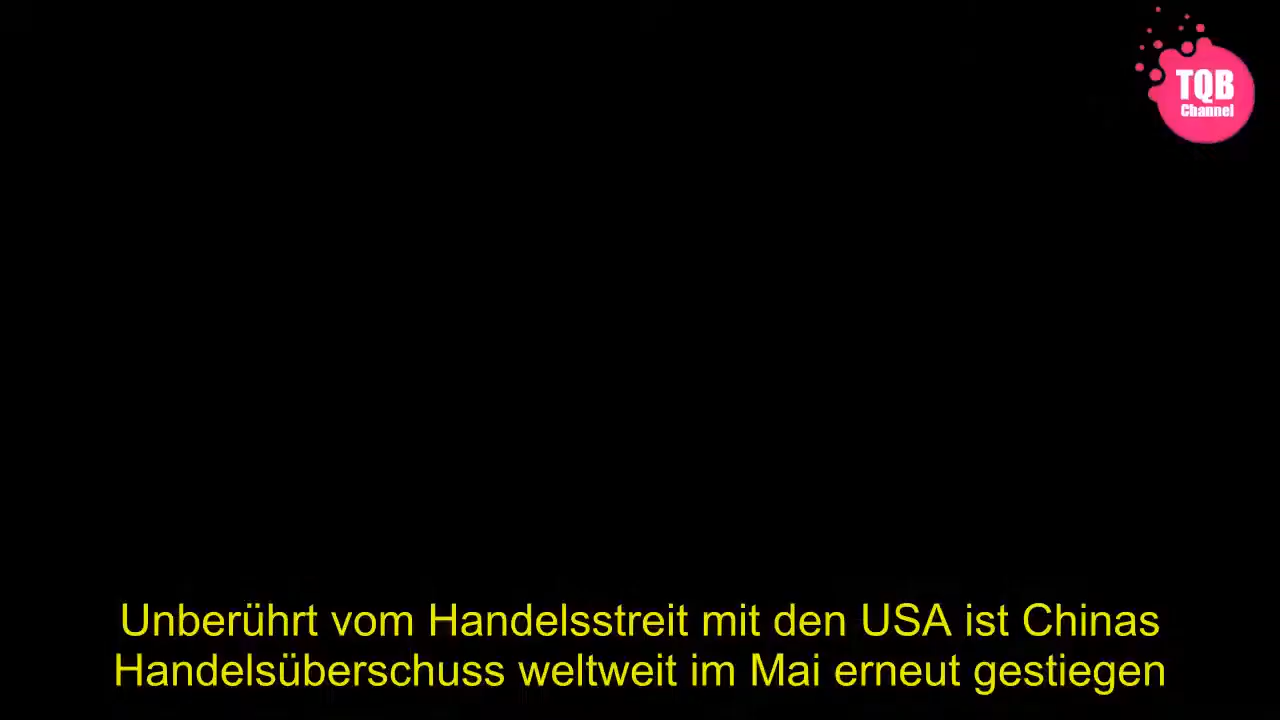 TQB
Channel
Unberührt vom Handelsstreit mit den USA ist Chinas
Handelsüberschuss weltweit im Mai erneut gestiegen